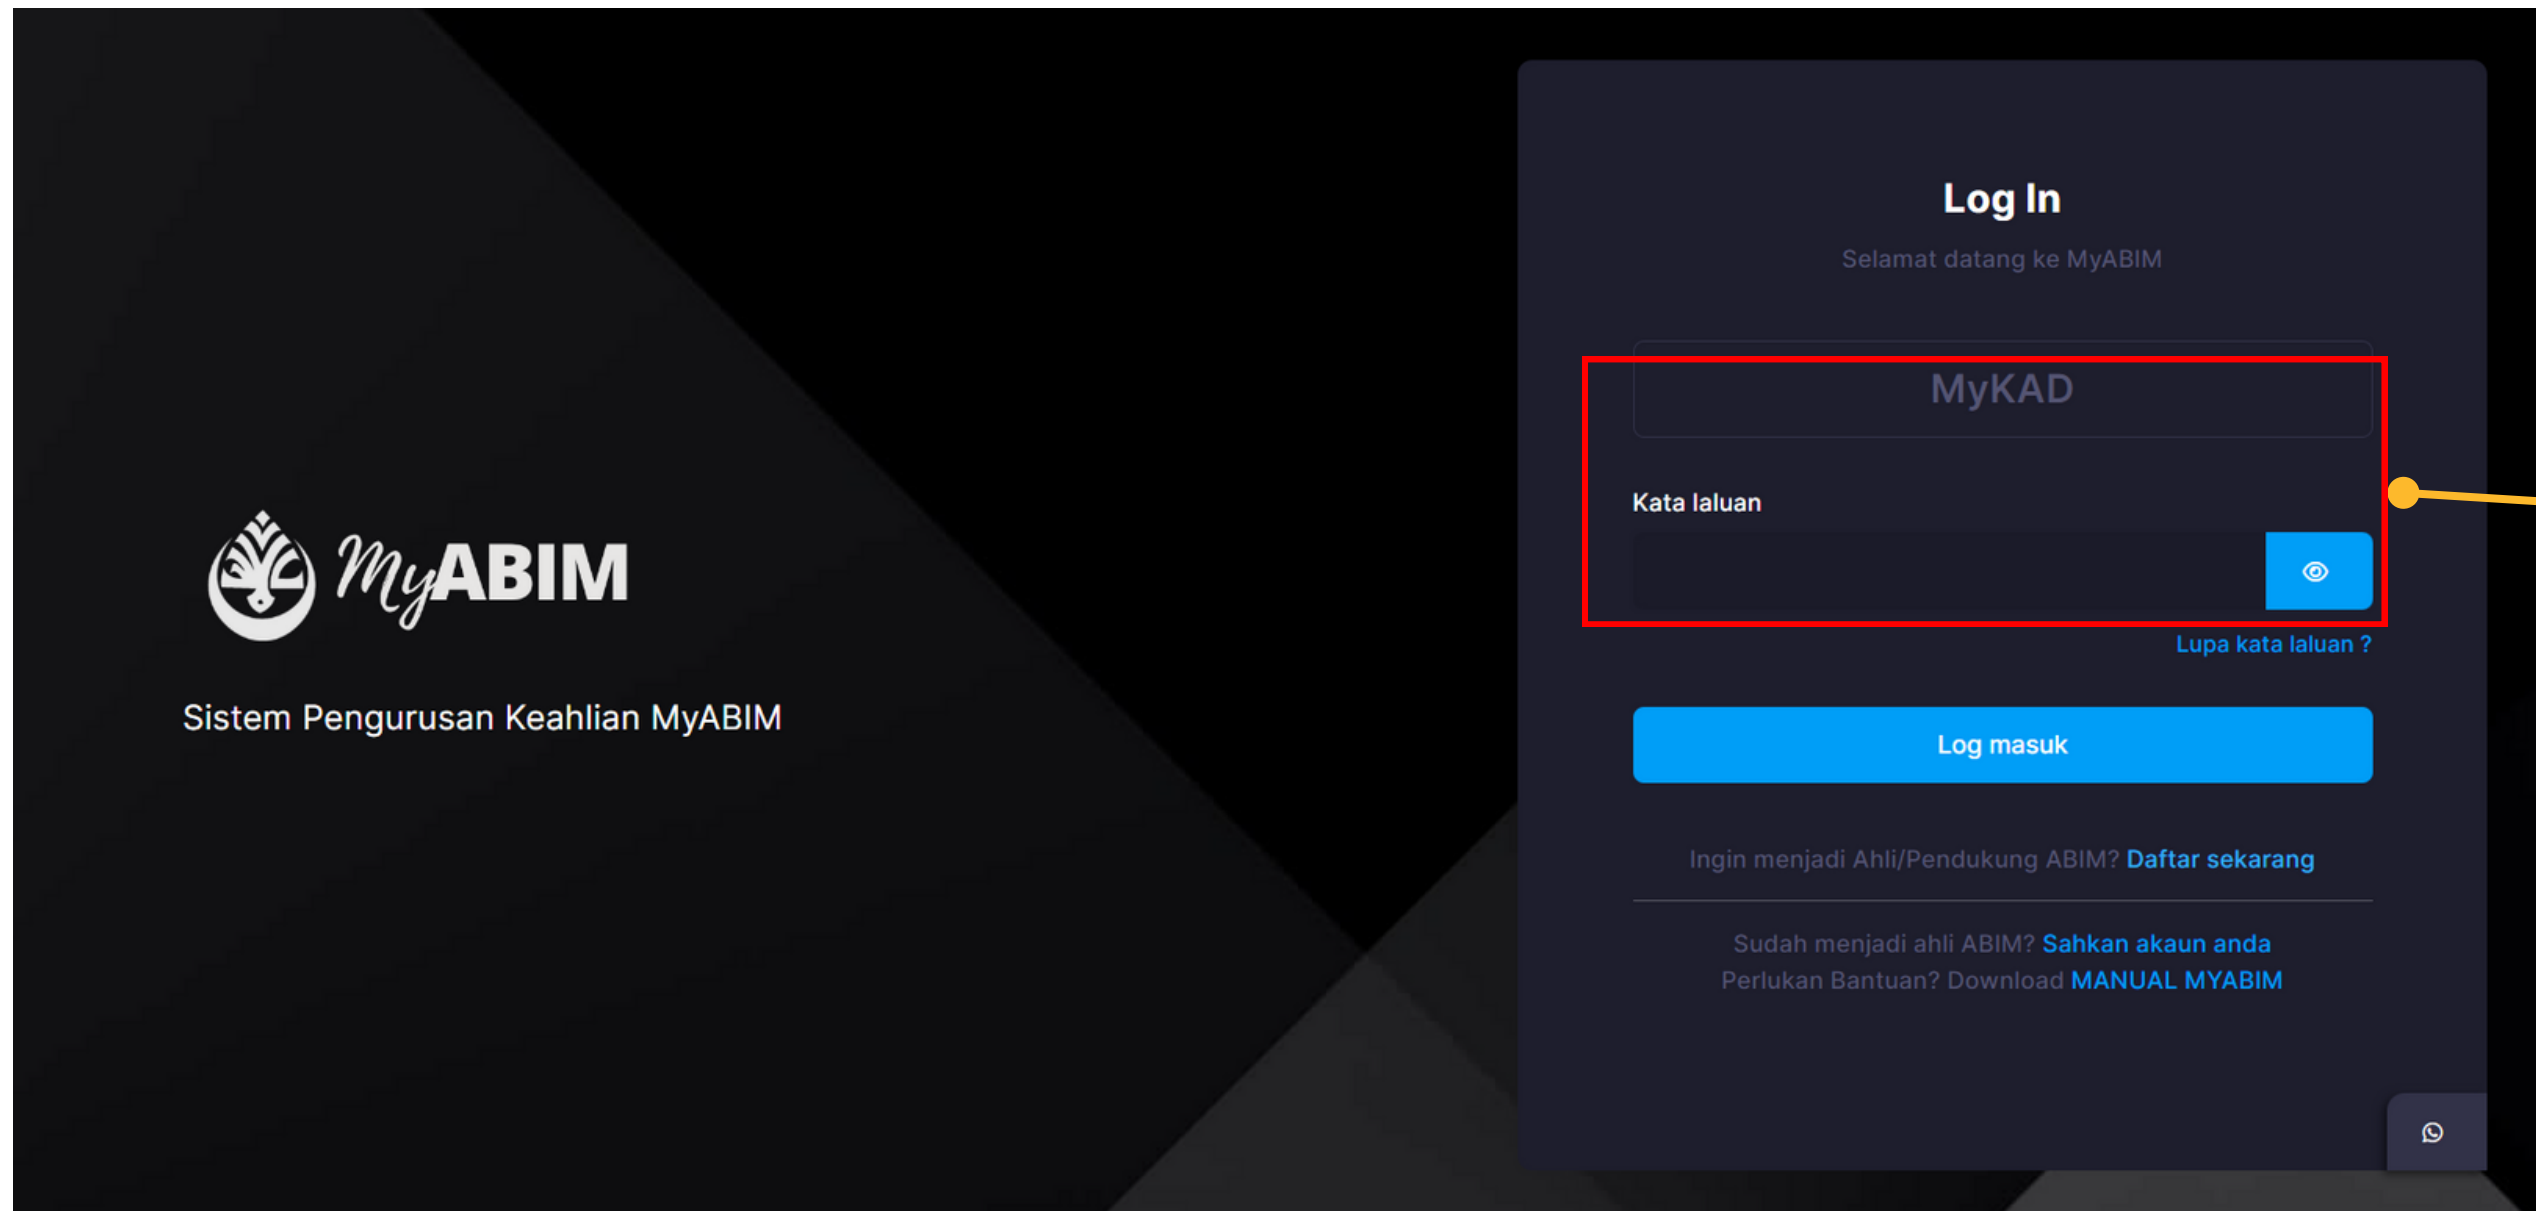 MyABIM
Sistem Pengurusan Keahlian MyABIM
Log In
Selamat datang ke MyABIM
MyKAD
Kata laluan
Lupa kata laluan ?
Log masuk
Ingin menjadi Ahli/Pendukung ABIM? Daftar sekarang
Sudah menjadi ahli ABIM? Sahkan akaun anda
Perlukan Bantuan? Download MANUAL MYABIM